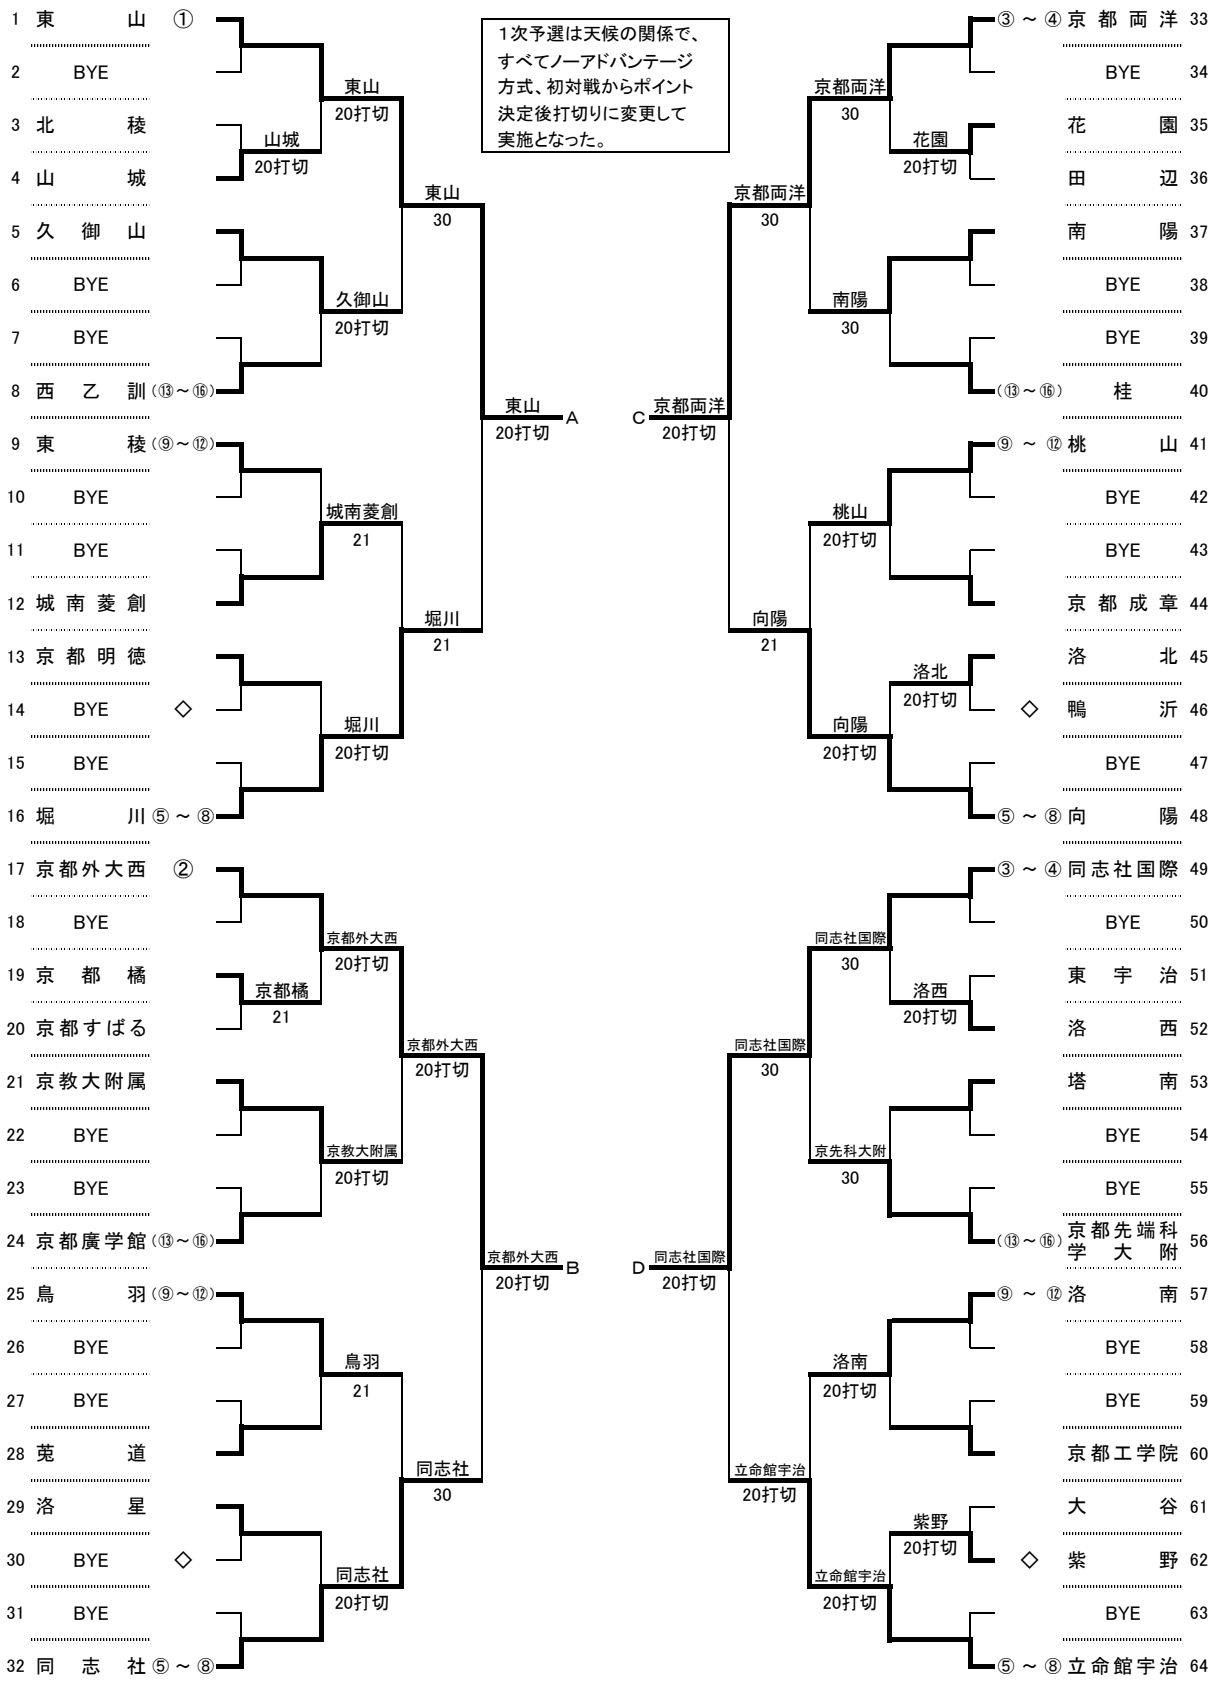 1次予選は天候の関係で、
すべてノーアドバンテージ
方式、初対戦からポイント
決定後打切りに変更して
実施となった。
1 東山 ①
2 BYE
3 北稜
4 山城
5 久御山
6 BYE
7 BYE
8 西乙訓 (⑬～⑯)
9 東稜 (⑨～⑫)
10 BYE
11 BYE
12 城南菱創
13 京都明徳
14 BYE ◇
15 BYE
16 堀川 ⑤～⑧
17 京都外大西 ②
18 BYE
19 京都橘
20 京都すばる
21 京教大附属
22 BYE
23 BYE
24 京都廣学館 (⑬～⑯)
25 鳥羽 (⑨～⑫)
26 BYE
27 BYE
28 莵道
29 洛星
30 BYE ◇
31 BYE
32 同志社 ⑤～⑧
山城
20打切
京都橘
21
東山
20打切
久御山
20打切
城南菱創
21
堀川
20打切
京都外大西
20打切
京教大附属
20打切
鳥羽
21
同志社
20打切
東山
30
堀川
21
京都外大西
20打切
同志社
30
東山
20打切
A
京都外大西
20打切
B
C
京都両洋
20打切
D
同志社国際
20打切
京都両洋
30
向陽
21
同志社国際
30
立命館宇治
20打切
京都両洋
30
南陽
30
桃山
20打切
向陽
20打切
同志社国際
30
京先科大附
30
洛南
20打切
立命館宇治
20打切
花園
20打切
洛北
20打切
洛西
20打切
紫野
20打切
③～④ 京都両洋 33
BYE 34
花園 35
田辺 36
南陽 37
BYE 38
BYE 39
(⑬～⑯) 桂 40
⑨～⑫ 桃山 41
BYE 42
BYE 43
京都成章 44
洛北 45
◇ 鴨沂 46
BYE 47
⑤～⑧ 向陽 48
③～④ 同志社国際 49
BYE 50
東宇治 51
洛西 52
塔南 53
BYE 54
BYE 55
(⑬～⑯) 京都先端科
学大附 56
⑨～⑫ 洛南 57
BYE 58
BYE 59
京都工学院 60
大谷 61
◇ 紫野 62
BYE 63
⑤～⑧ 立命館宇治 64